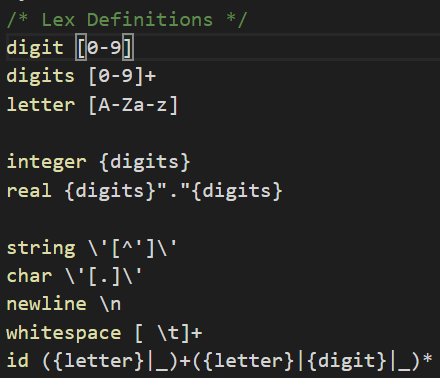 /* Lex Definitions */
digit [0-9]
digits [0-9]+
letter [A-Za-z]
integer {digits}
real {digits}"."{digits}
string \'[^']\'
char \'[.]\'
newline \n
whitespace [ \t]+
id ({letter}|_)+({letter}|{digit}|_)*